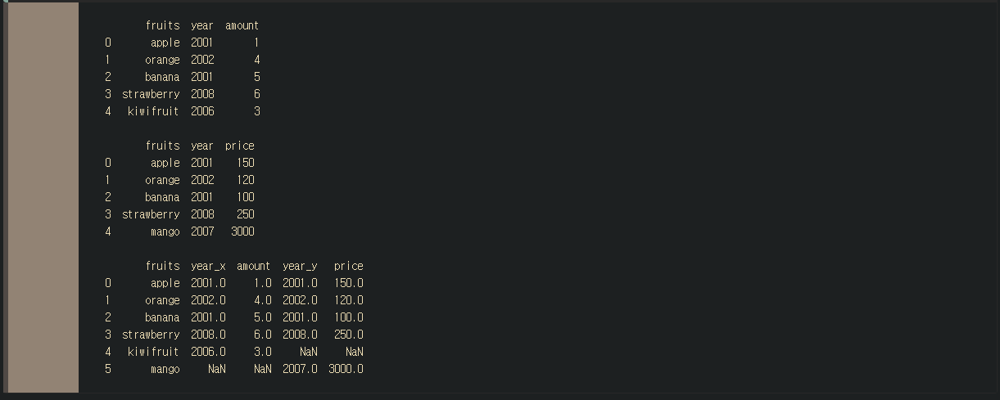 fruits year amount
0 apple 2001 1
1 orange 2002 4
2 banana 2001 5
3 strawberry 2008 6
4 kiwifruit 2006 3
fruits year price
0 apple 2001 150
1 orange 2002 120
2 banana 2001 100
3 strawberry 2008 250
4 mango 2007 3000
fruits year_x amount year_y price
0 apple 2001.0 1.0 2001.0 150.0
1 orange 2002.0 4.0 2002.0 120.0
2 banana 2001.0 5.0 2001.0 100.0
3 strawberry 2008.0 6.0 2008.0 250.0
4 kiwifruit 2006.0 3.0 NaN NaN
5 mango NaN NaN 2007.0 3000.0